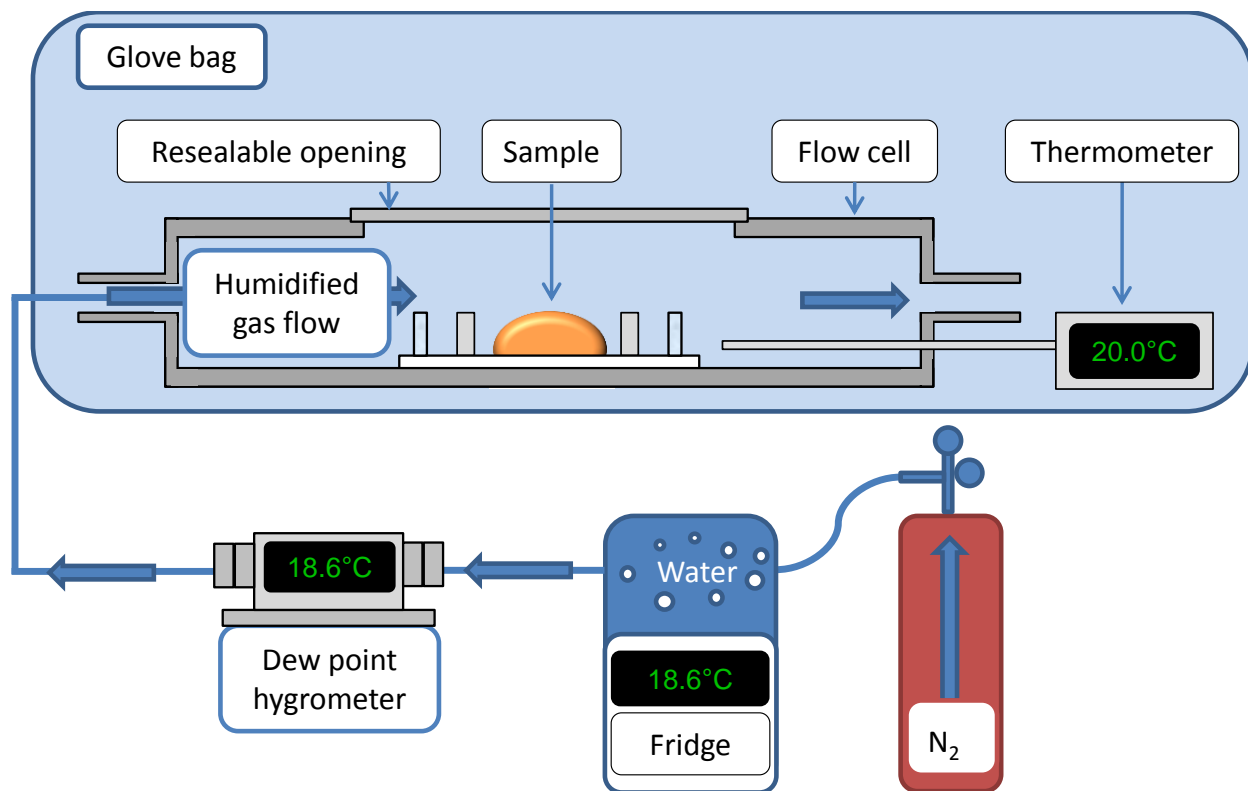 Glove bag
Resealable opening
Sample
Flow cell
Thermometer
Humidified
gas flow
20.0°C
18.6°C
Water
Dew point
hygrometer
18.6°C
Fridge
N₂